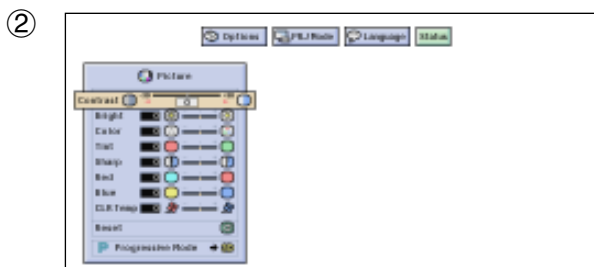 ②
Options PRJ Mode Language Status
Picture
Contrast 0
Bright
Color
Tint
Sharp
Red
Blue
CLR Temp
Reset
P Progressive Mode